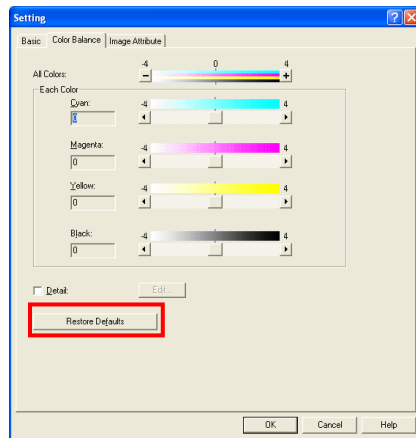 Setting
Basic Color Balance Image Attribute
-4 0 4
All Colors: - +
Each Color
Cyan: -4 4
0
Magenta: -4 4
0
Yellow: -4 4
0
Black: -4 4
0
Detail: Edit...
Restore Defaults
OK Cancel Help